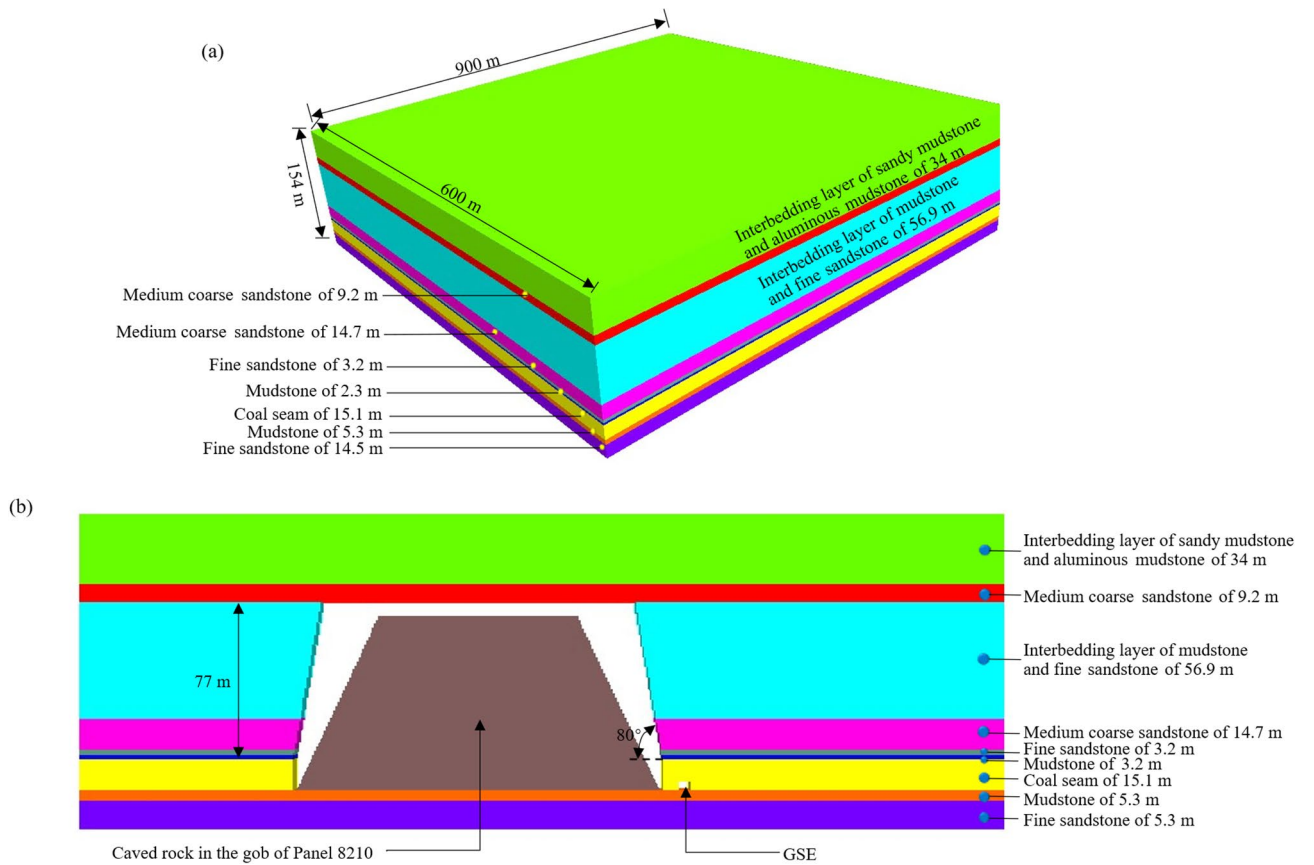 (a)
900 m
154 m
600 m
Interbedding layer of sandy mudstone
and aluminous mudstone of 34 m
Interbedding layer of mudstone
and fine sandstone of 56.9 m
Medium coarse sandstone of 9.2 m
Medium coarse sandstone of 14.7 m
Fine sandstone of 3.2 m
Mudstone of 2.3 m
Coal seam of 15.1 m
Mudstone of 5.3 m
Fine sandstone of 14.5 m
(b)
Interbedding layer of sandy mudstone
and aluminous mudstone of 34 m
Medium coarse sandstone of 9.2 m
Interbedding layer of mudstone
and fine sandstone of 56.9 m
77 m
80°
Medium coarse sandstone of 14.7 m
Fine sandstone of 3.2 m
Mudstone of 3.2 m
Coal seam of 15.1 m
Mudstone of 5.3 m
Fine sandstone of 5.3 m
Caved rock in the gob of Panel 8210
GSE